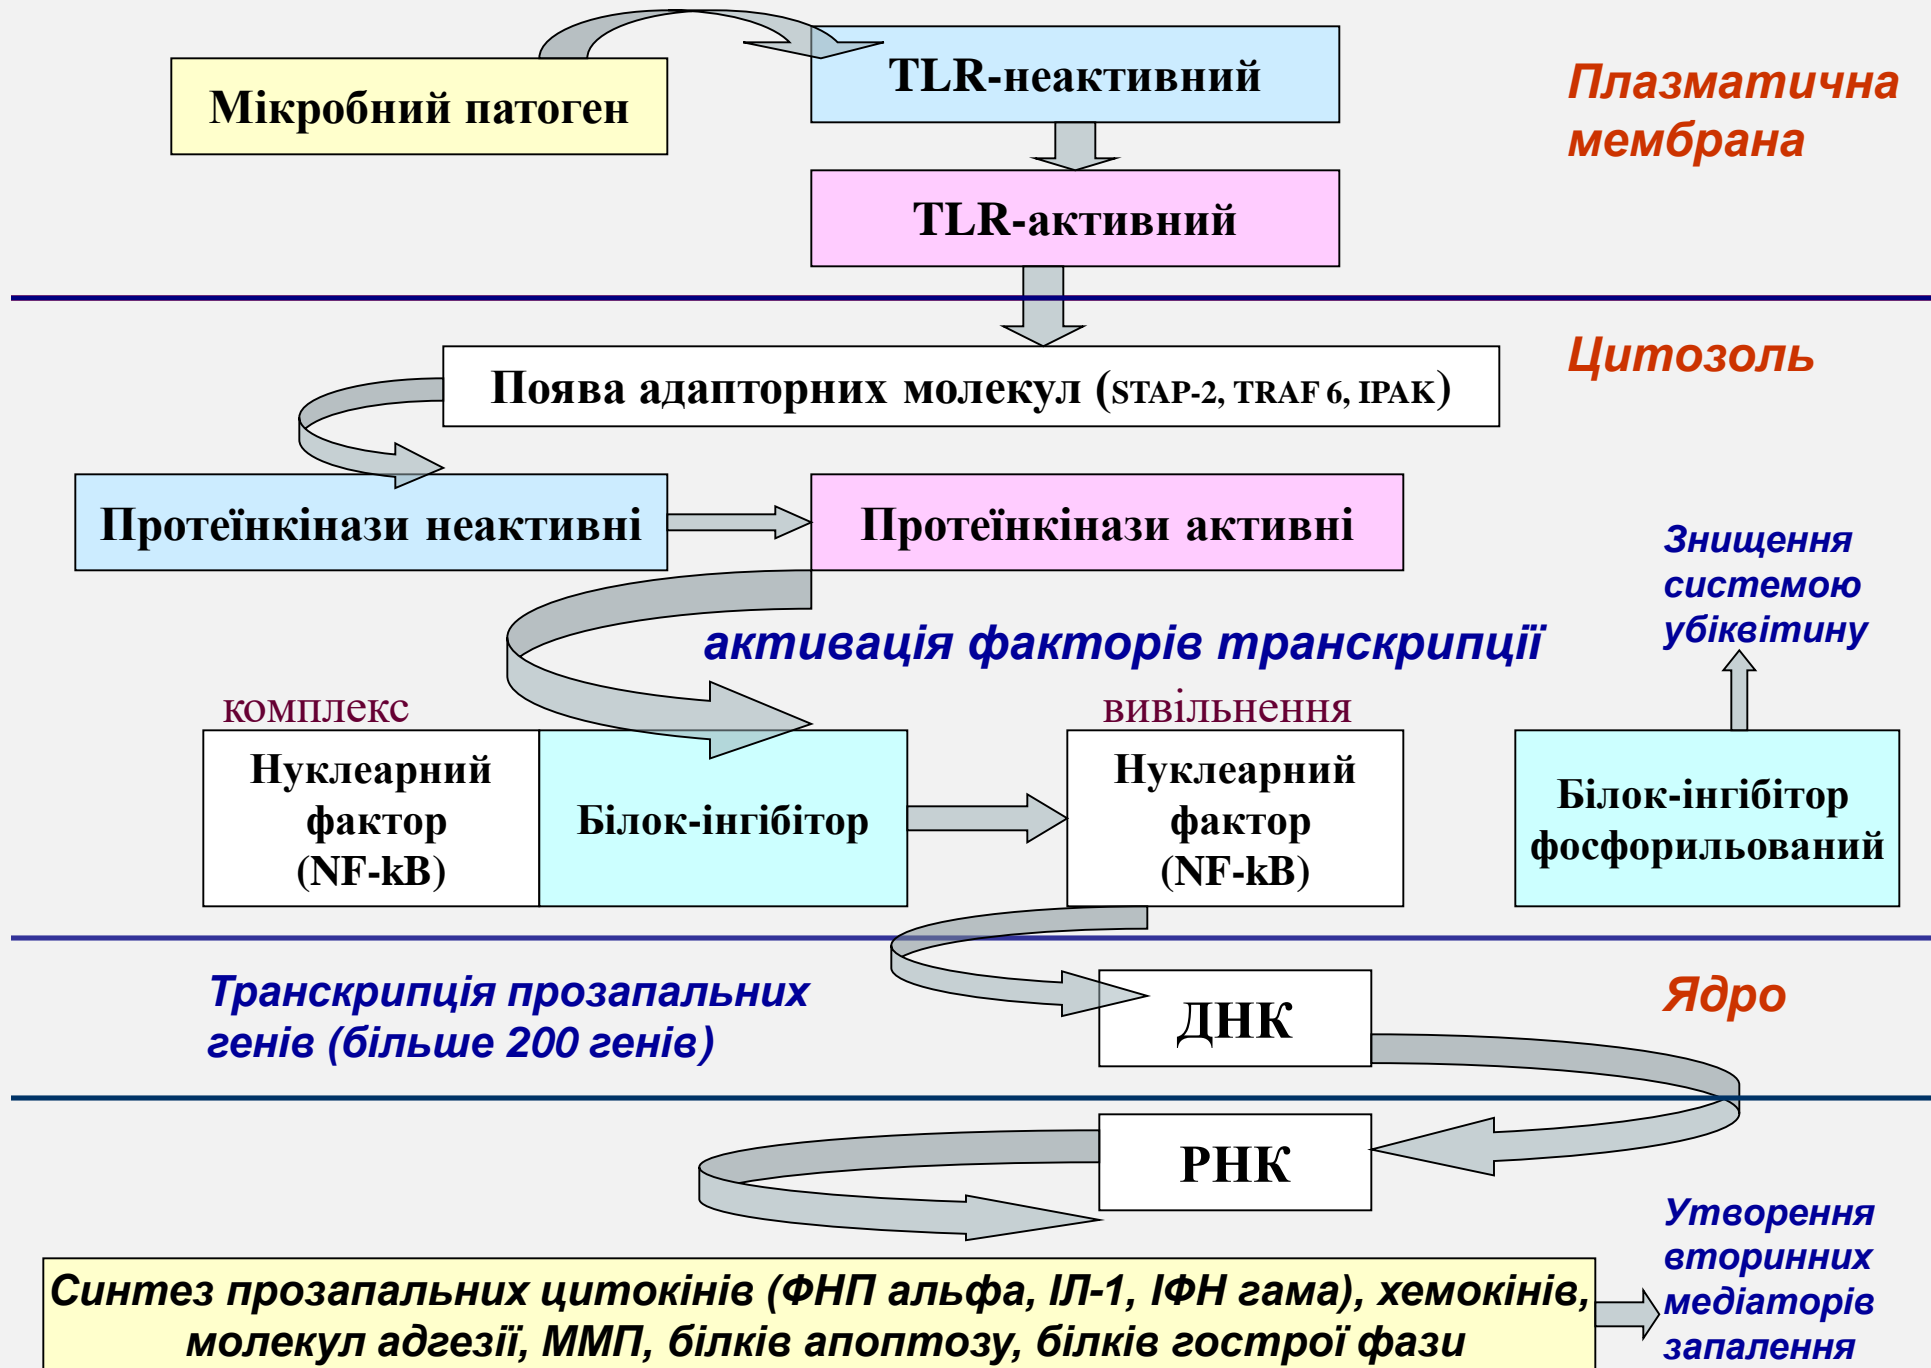 TLR-неактивний
Мікробний патоген
Плазматична
мембрана
TLR-активний
Цитозоль
Поява адапторних молекул (STAP-2, TRAF 6, IPAK)
Протеїнкінази неактивні
Протеїнкінази активні
Знищення
системою
убіквітину
активація факторів транскрипції
комплекс
вивільнення
Нуклеарний
фактор
(NF-kB)
Білок-інгібітор
Нуклеарний
фактор
(NF-kB)
Білок-інгібітор
фосфорильований
Транскрипція прозапальних
генів (більше 200 генів)
ДНК
Ядро
РНК
Утворення
вторинних
медіаторів
запалення
Синтез прозапальних цитокінів (ФНП альфа, ІЛ-1, ІФН гама), хемокінів,
молекул адгезії, ММП, білків апоптозу, білків гострої фази